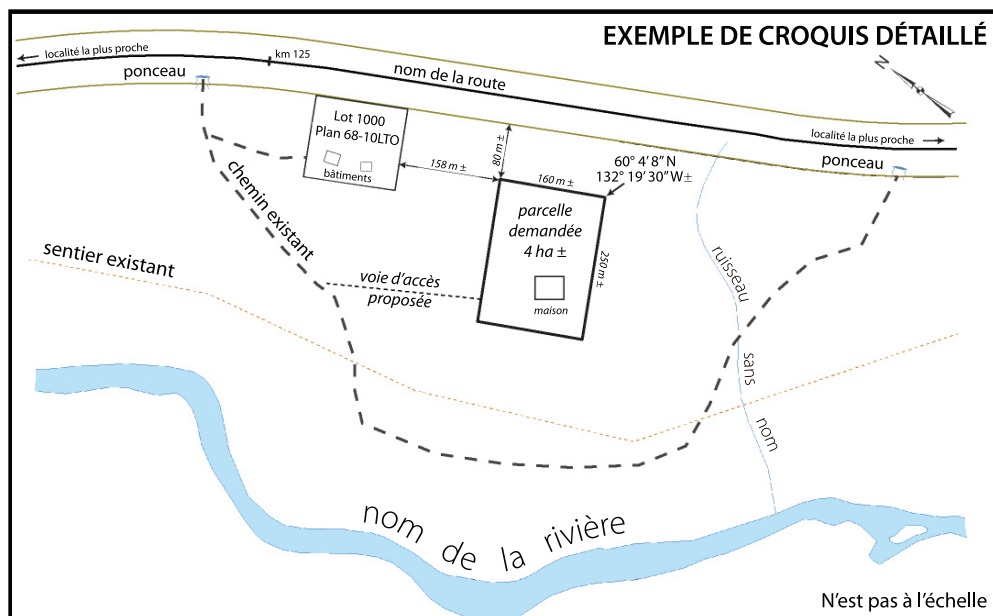 EXEMPLE DE CROQUIS DÉTAILLÉ
localité la plus proche
km 125
N
ponceau
nom de la route
localité la plus proche
ponceau
Lot 1000
Plan 68-10LTO
bâtiments
158 m ±
80 m ±
160 m ±
60° 4' 8" N
132° 19' 30" W±
parcelle
demandée
4 ha ±
maison
250 m ±
chemin existant
sentier existant
voie d'accès
proposée
ruisseau sans nom
nom de la rivière
N'est pas à l'échelle